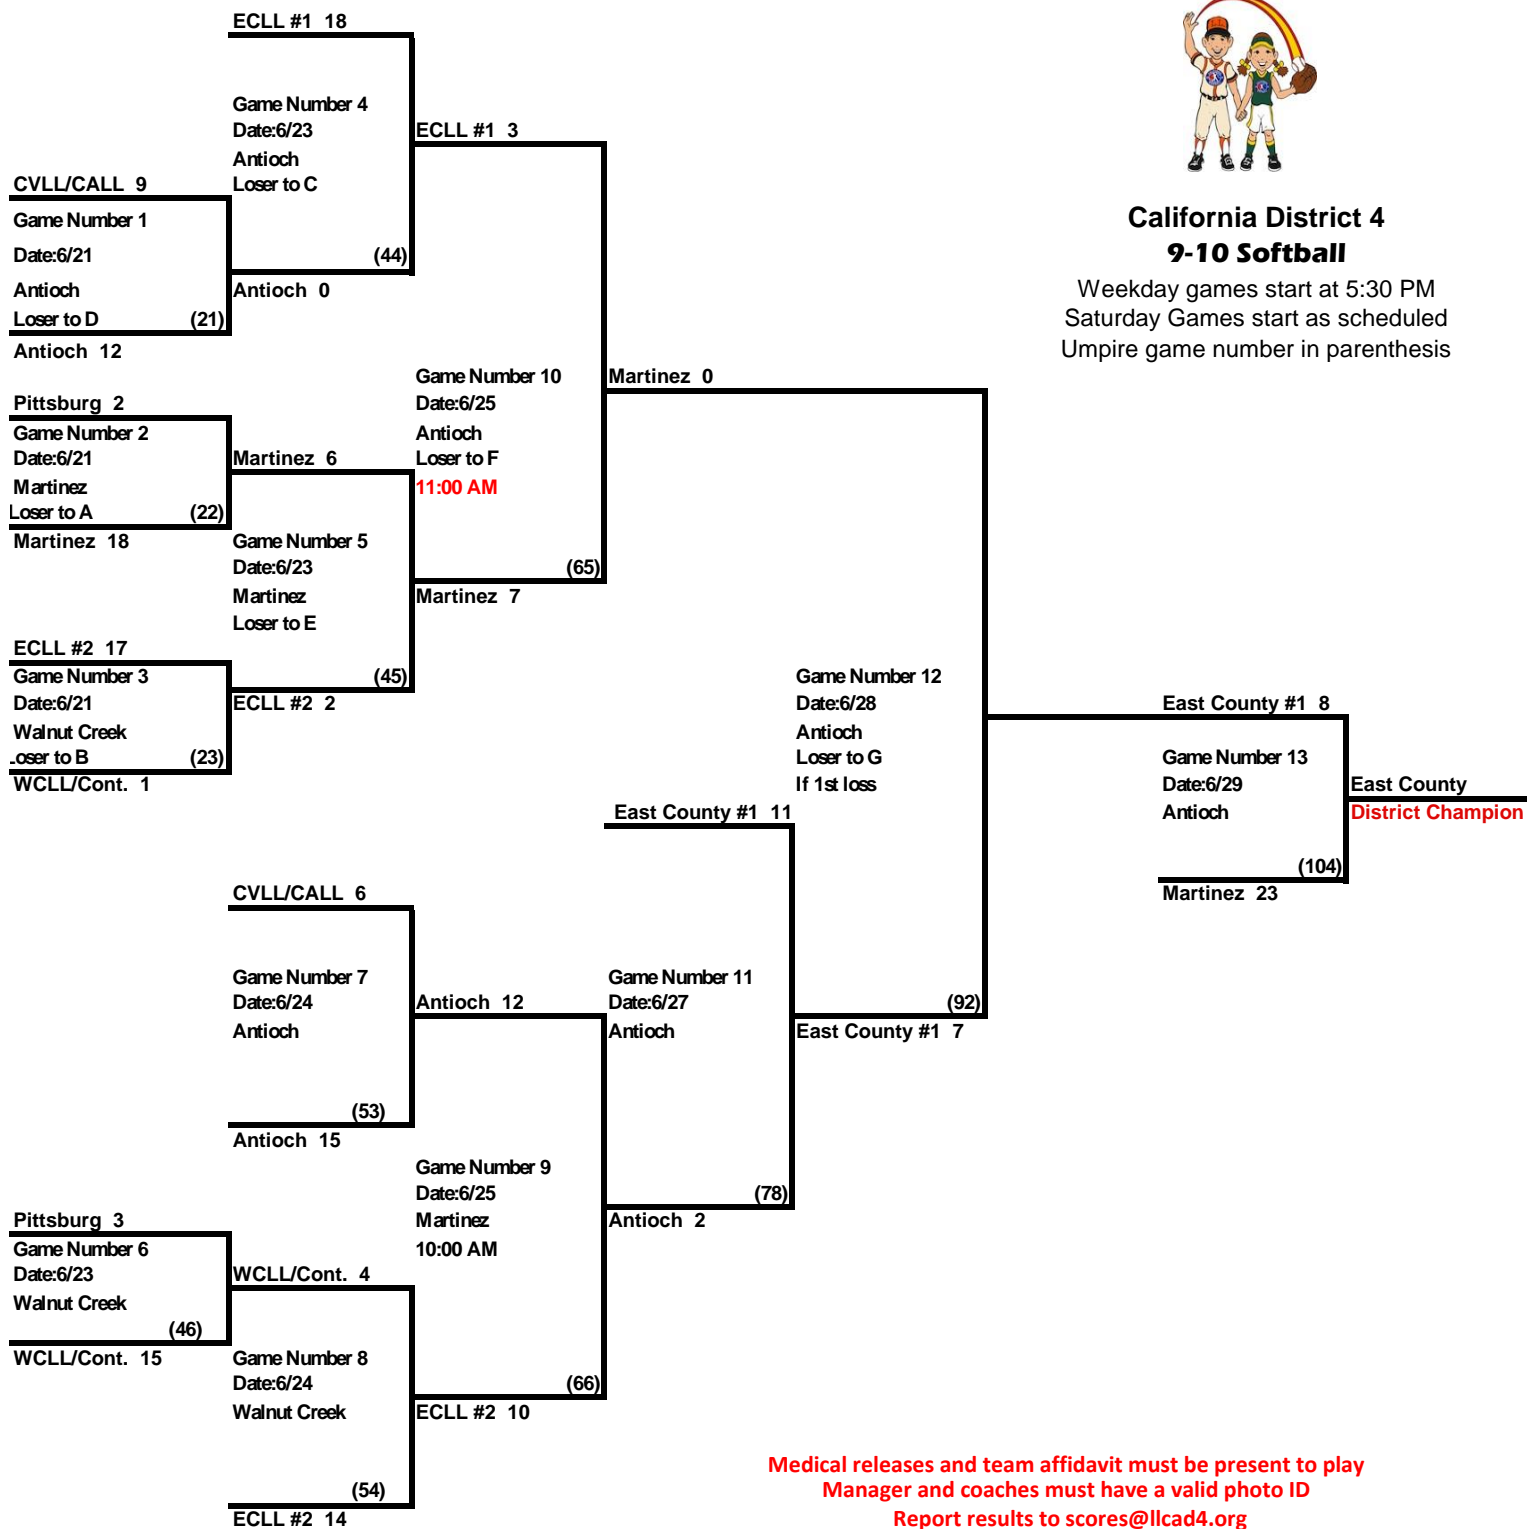 ECLL #1 18
Game Number 4
Date:6/23
Antioch
Loser to C
ECLL #1 3
CVLL/CALL 9
Game Number 1
Date:6/21
Antioch
Loser to D (21)
Antioch 12
(44)
Antioch 0
California District 4
9-10 Softball
Weekday games start at 5:30 PM
Saturday Games start as scheduled
Umpire game number in parenthesis
Pittsburg 2
Game Number 2
Date:6/21
Martinez
Loser to A (22)
Martinez 18
Martinez 6
Game Number 10
Date:6/25
Antioch
Loser to F
11:00 AM
Martinez 0
Game Number 5
Date:6/23
Martinez
Loser to E
(65)
Martinez 7
ECLL #2 17
Game Number 3
Date:6/21
Walnut Creek
Loser to B (23)
WCLL/Cont. 1
(45)
ECLL #2 2
Game Number 12
Date:6/28
Antioch
Loser to G
If 1st loss
East County #1 8
Game Number 13
Date:6/29
Antioch
(104)
Martinez 23
East County
District Champion
East County #1 11
CVLL/CALL 6
Game Number 7
Date:6/24
Antioch
(53)
Antioch 15
Antioch 12
Game Number 11
Date:6/27
Antioch
(92)
East County #1 7
Game Number 9
Date:6/25
Martinez
10:00 AM
(78)
Antioch 2
Pittsburg 3
Game Number 6
Date:6/23
Walnut Creek
(46)
WCLL/Cont. 15
WCLL/Cont. 4
Game Number 8
Date:6/24
Walnut Creek
(66)
ECLL #2 10
(54)
ECLL #2 14
Medical releases and team affidavit must be present to play
Manager and coaches must have a valid photo ID
Report results to scores@llcad4.org